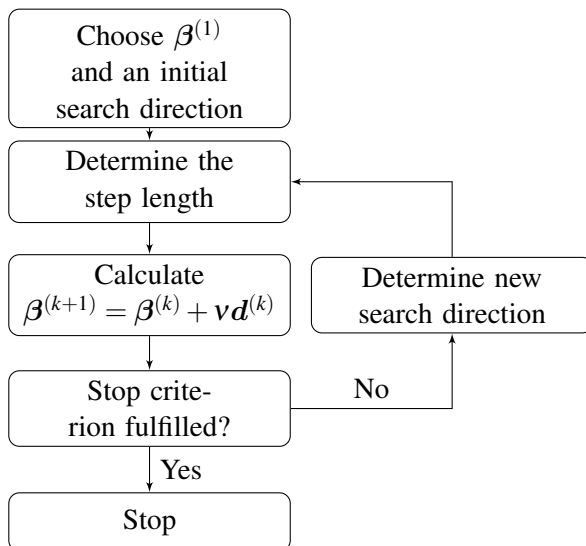 Choose β^(1)
and an initial
search direction
Determine the
step length
Calculate
β^(k+1) = β^(k) + νd^(k)
Determine new
search direction
Stop crite-
rion fulfilled?
No
Yes
Stop